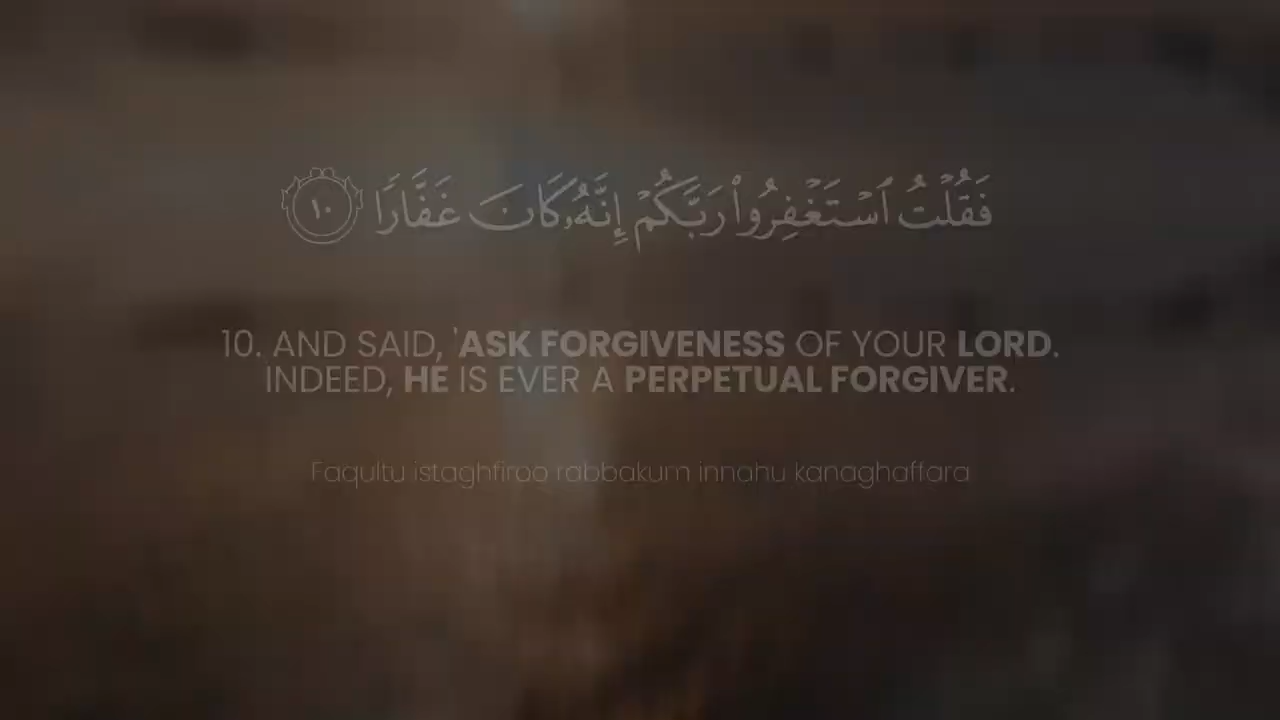 فَقُلْتُ ٱسْتَغْفِرُوا۟ رَبَّكُمْ إِنَّهُۥ كَانَ غَفَّارًا ١٠
10. AND SAID, 'ASK FORGIVENESS OF YOUR LORD.
INDEED, HE IS EVER A PERPETUAL FORGIVER.
Faqultu istaghfiroo rabbakum innahu kanaghaffara